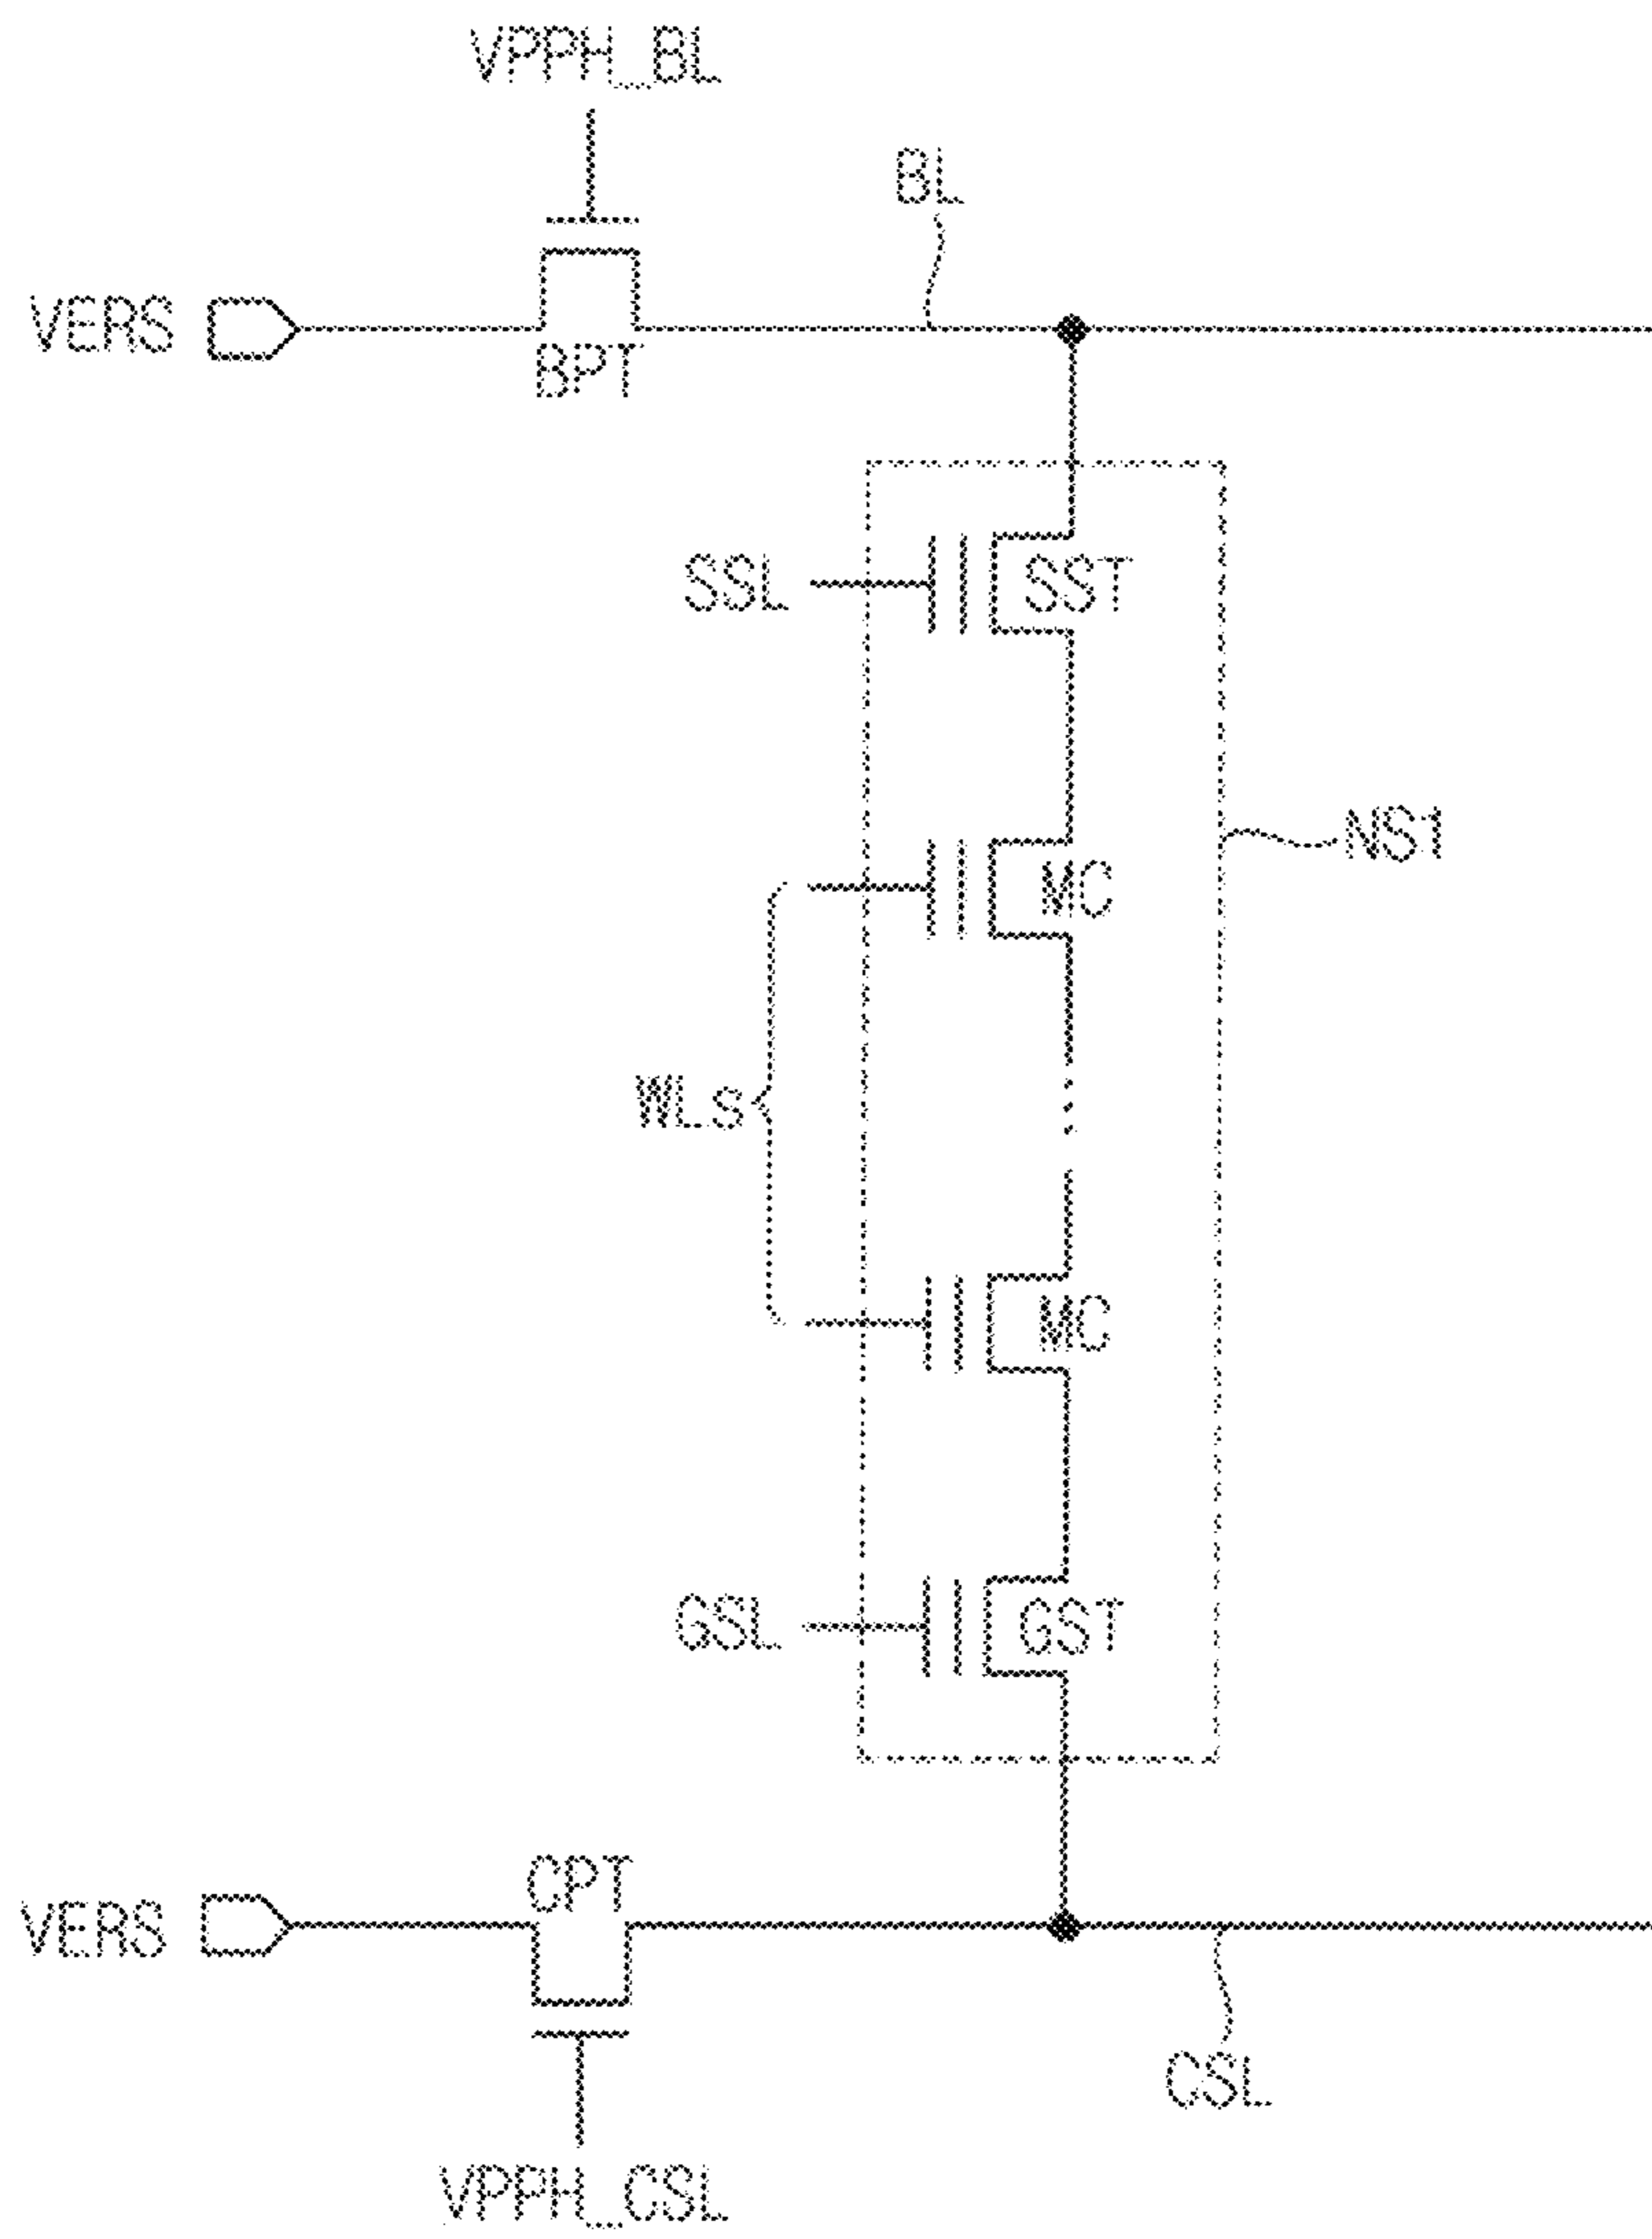 VPPH_BL
BL
VERS
BPT
SSL
SST
NS1
MC
WLs
MC
GSL
GST
CPT
VERS
CSL
VPPH_CSL